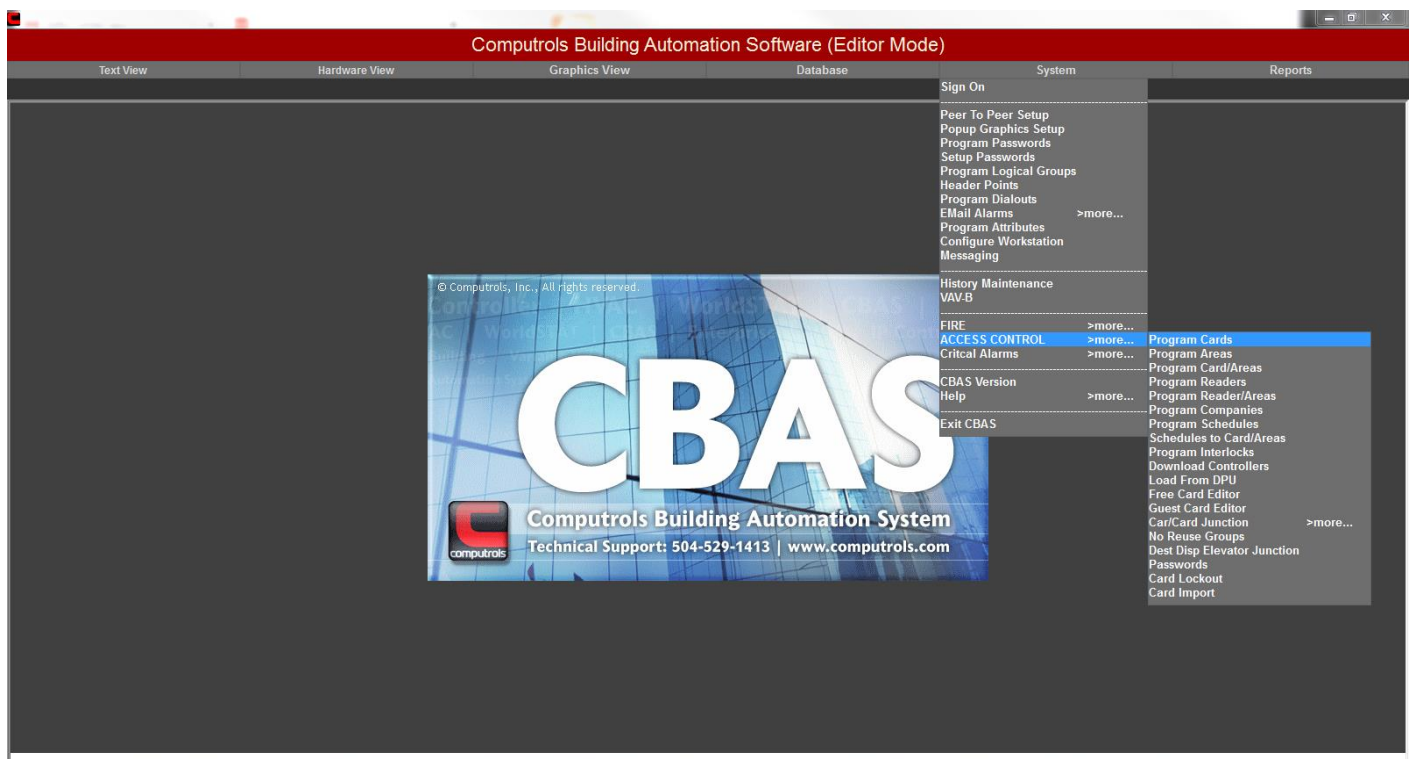 Computrols Building Automation Software (Editor Mode)
Text View Hardware View Graphics View Database System Reports
Sign On
Peer To Peer Setup
Popup Graphics Setup
Program Passwords
Setup Passwords
Program Logical Groups
Header Points
Program Dialouts
EMail Alarms >more...
Program Attributes
Configure Workstation
Messaging
History Maintenance
VAV-B
FIRE >more...
ACCESS CONTROL >more...
Critcal Alarms >more...
CBAS Version
Help >more...
Exit CBAS
Program Cards
Program Areas
Program Card/Areas
Program Readers
Program Reader/Areas
Program Companies
Program Schedules
Schedules to Card/Areas
Program Interlocks
Download Controllers
Load From DPU
Free Card Editor
Guest Card Editor
Car/Card Junction >more...
No Reuse Groups
Dest Disp Elevator Junction
Passwords
Card Lockout
Card Import
© Computrols, Inc., All rights reserved.
CBAS
Computrols Building Automation System
computrols
Technical Support: 504-529-1413 | www.computrols.com